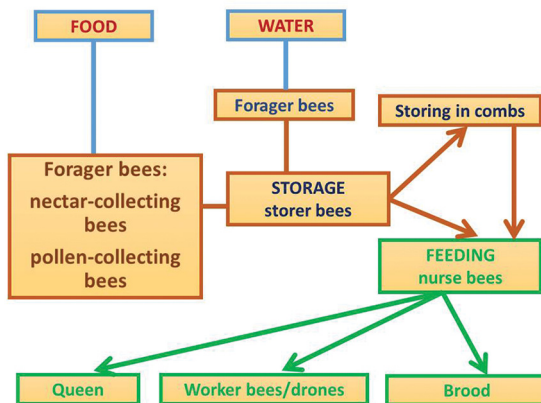 FOOD
WATER
Forager bees
Storing in combs
Forager bees:
nectar-collecting
bees
pollen-collecting
bees
STORAGE
storer bees
FEEDING
nurse bees
Queen
Worker bees/drones
Brood